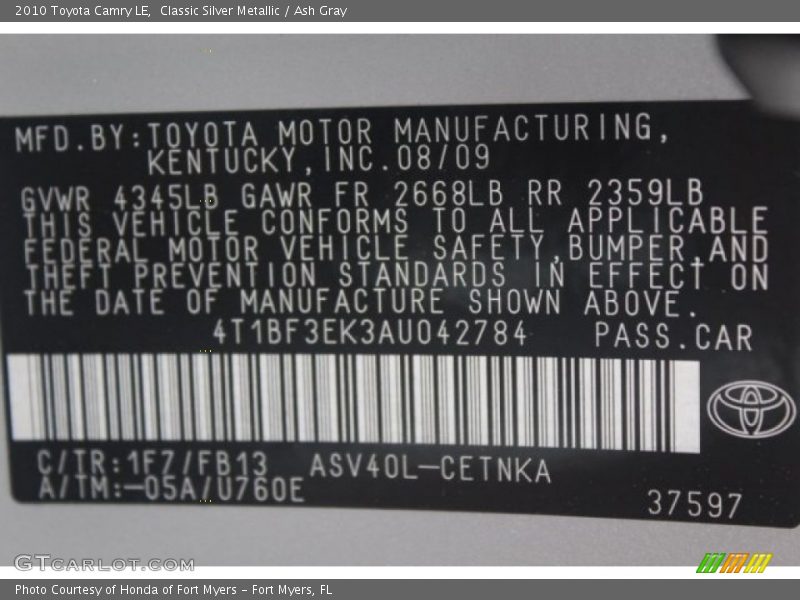 2010 Toyota Camry LE,  Classic Silver Metallic / Ash Gray
MFD.BY:TOYOTA MOTOR MANUFACTURING,
KENTUCKY,INC.08/09
GVWR 4345LB GAWR FR 2668LB RR 2359LB
THIS VEHICLE CONFORMS TO ALL APPLICABLE
FEDERAL MOTOR VEHICLE SAFETY,BUMPER,AND
THEFT PREVENTION STANDARDS IN EFFECT ON
THE DATE OF MANUFACTURE SHOWN ABOVE.
4T1BF3EK3AU042784 PASS.CAR
C/TR:1F7/FB13 ASV40L-CETNKA
A/TM:-05A/U760E
37597
GTCARLOT.COM
Photo Courtesy of Honda of Fort Myers - Fort Myers, FL